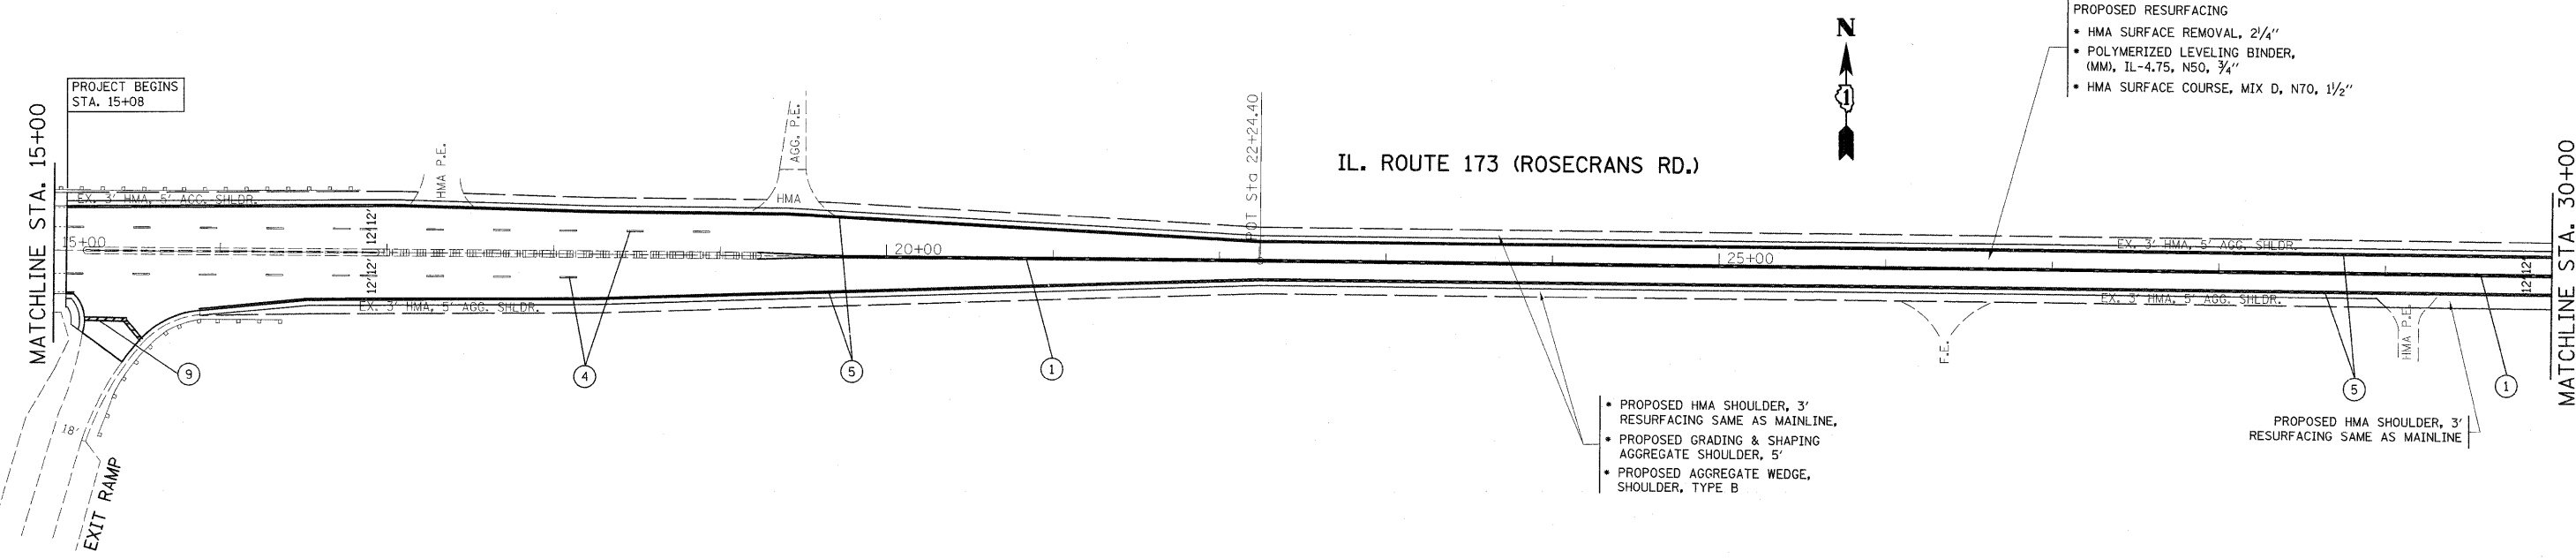 PROPOSED RESURFACING
* HMA SURFACE REMOVAL, 2 1/4"
* POLYMERIZED LEVELING BINDER,
(MM), IL-4.75, N50, 3/4"
* HMA SURFACE COURSE, MIX D, N70, 1 1/2"
N
1
PROJECT BEGINS
STA. 15+08
MATCHLINE STA. 15+00
HMA P.E.
AGG. P.E.
HMA
POT Sta 22+24.40
IL. ROUTE 173 (ROSECRANS RD.)
MATCHLINE STA. 30+00
EX. 3' HMA, 5' AGG. SHLDR.
EX. 3' HMA, 5' AGG. SHLDR.
15+00
12'
12'
12'
12'
20+00
25+00
12'
12'
EX. 3' HMA, 5' AGG. SHLDR.
EX. 3' HMA, 5' AGG. SHLDR.
F.E.
HMA P.E.
9
4
5
1
5
1
18'
EXIT RAMP
* PROPOSED HMA SHOULDER, 3'
RESURFACING SAME AS MAINLINE,
* PROPOSED GRADING & SHAPING
AGGREGATE SHOULDER, 5'
* PROPOSED AGGREGATE WEDGE,
SHOULDER, TYPE B
PROPOSED HMA SHOULDER, 3'
RESURFACING SAME AS MAINLINE